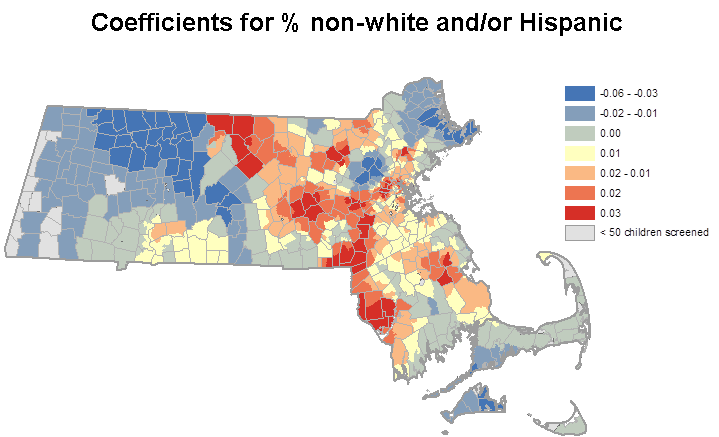 Coefficients for % non-white and/or Hispanic
-0.06 - -0.03
-0.02 - -0.01
0.00
0.01
0.02 - 0.01
0.02
0.03
< 50 children screened